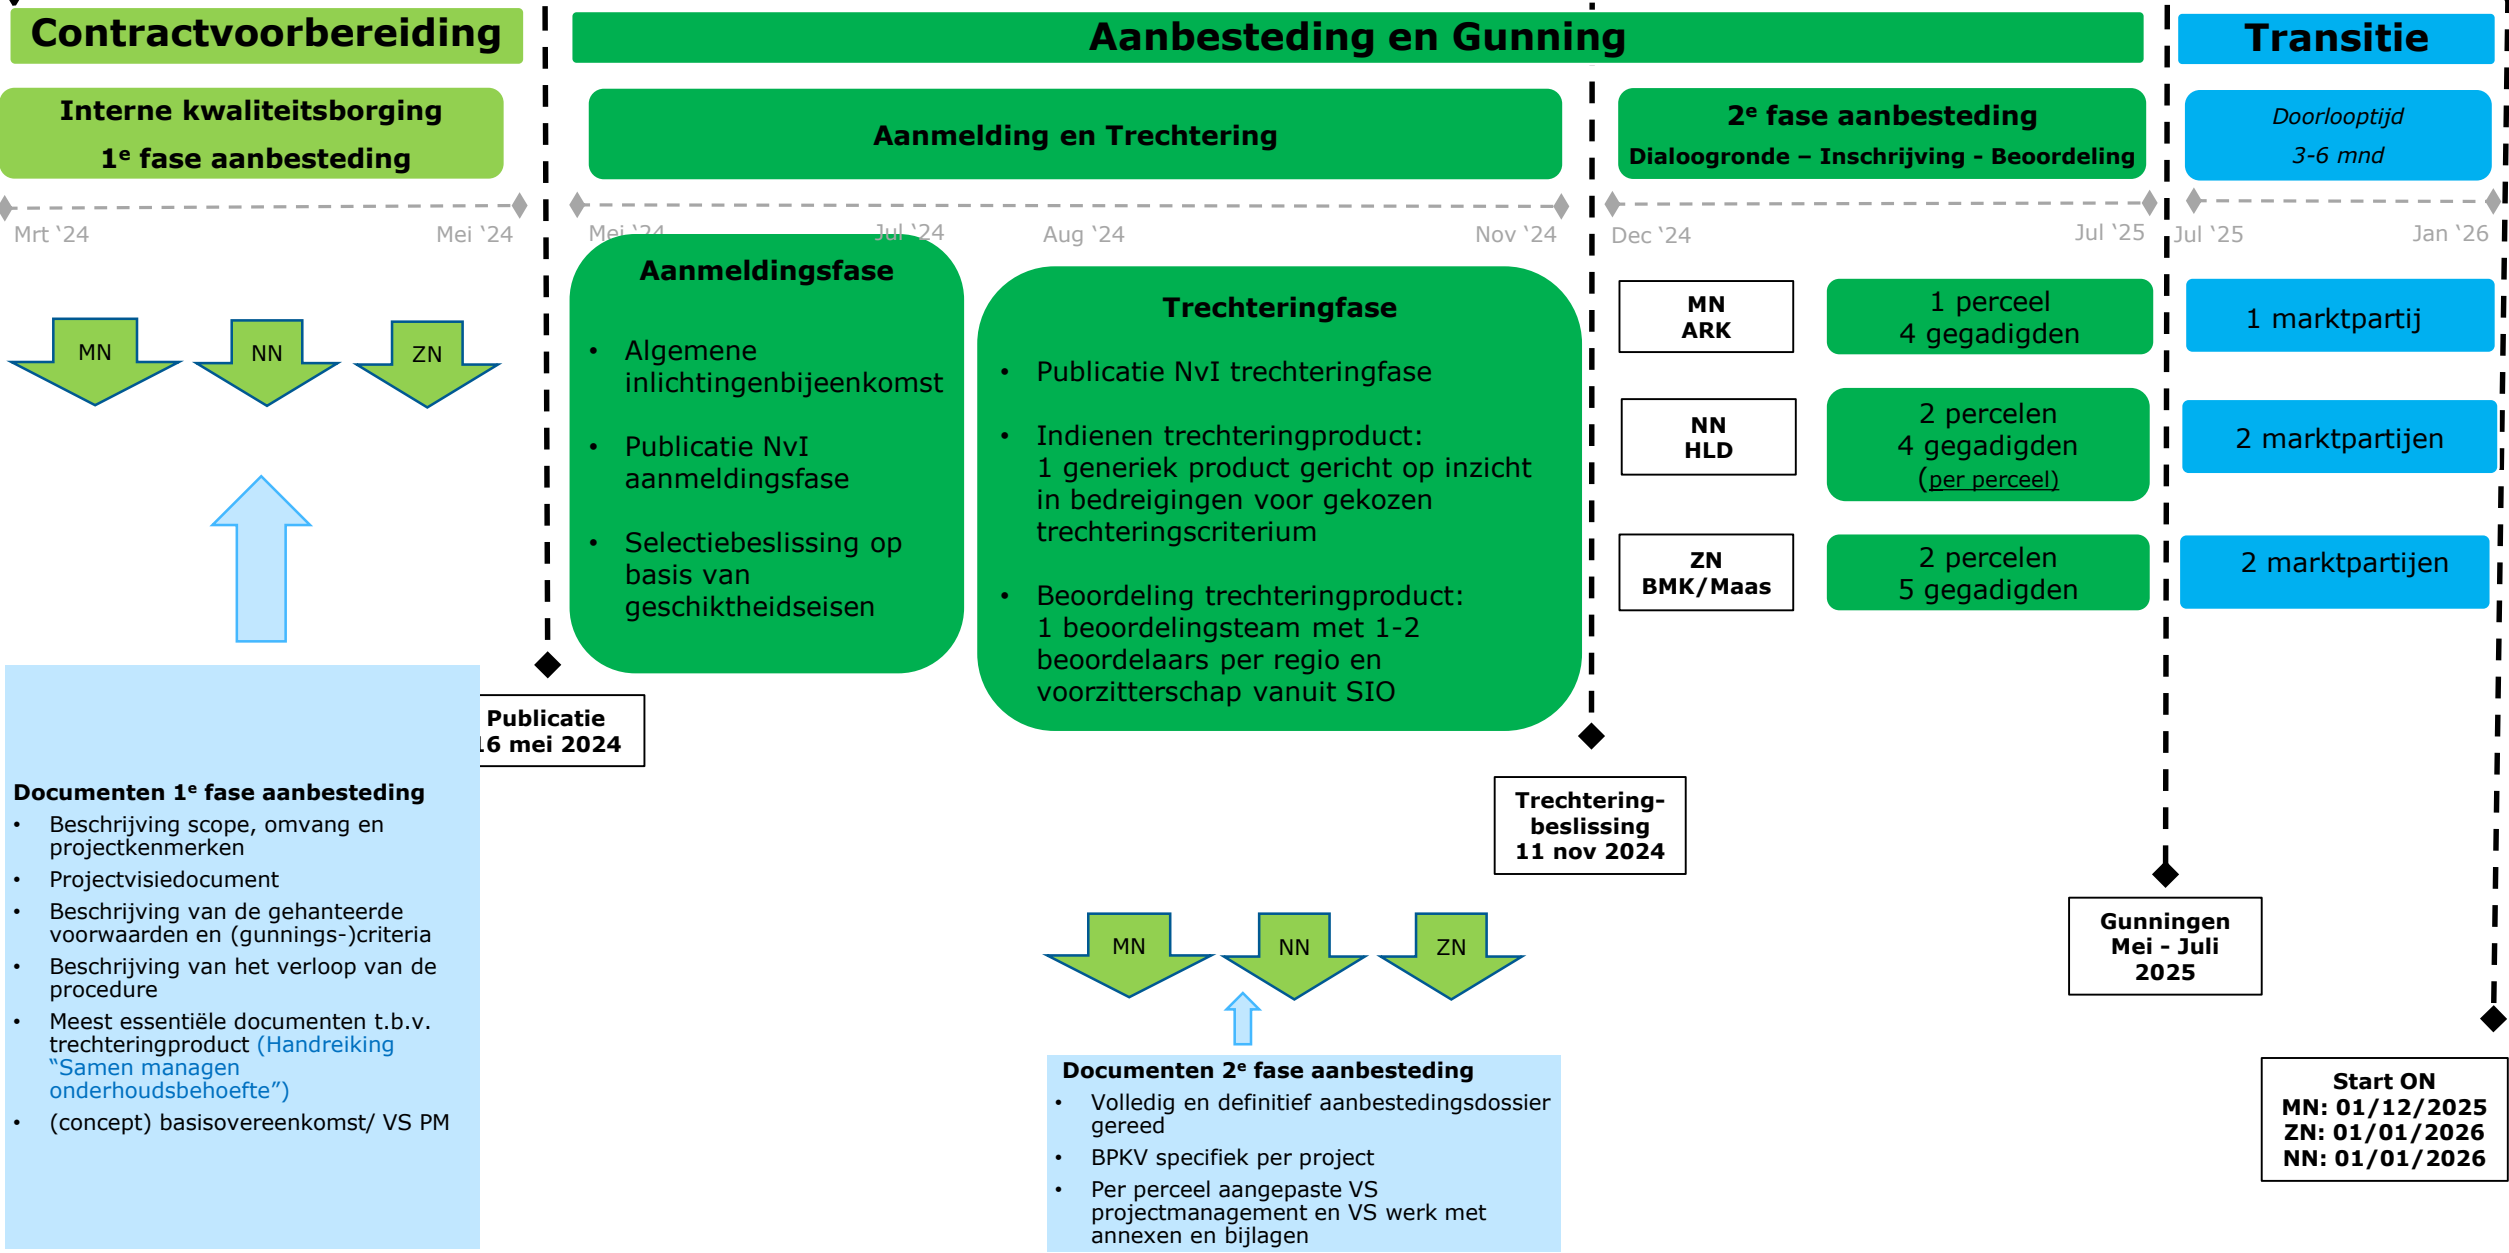 Contractvoorbereiding
Aanbesteding en Gunning
Transitie
Interne kwaliteitsborging
1e fase aanbesteding
Aanmelding en Trechtering
2e fase aanbesteding
Dialoogronde – Inschrijving - Beoordeling
Doorlooptijd
3-6 mnd
Mrt ‘24
Mei ‘24
Mei ‘24
Jul ‘24
Aug ‘24
Nov ‘24
Dec ‘24
Jul ‘25
Jul ‘25
Jan ‘26
MN
NN
ZN
Aanmeldingsfase
• Algemene
inlichtingenbijeenkomst
• Publicatie NvI
aanmeldingsfase
• Selectiebeslissing op
basis van
geschiktheidseisen
Trechteringfase
• Publicatie NvI trechteringfase
• Indienen trechteringproduct:
1 generiek product gericht op inzicht
in bedreigingen voor gekozen
trechteringscriterium
• Beoordeling trechteringproduct:
1 beoordelingsteam met 1-2
beoordelaars per regio en
voorzitterschap vanuit SIO
MN
ARK
1 perceel
4 gegadigden
1 marktpartij
NN
HLD
2 percelen
4 gegadigden
(per perceel)
2 marktpartijen
ZN
BMK/Maas
2 percelen
5 gegadigden
2 marktpartijen
Publicatie
16 mei 2024
Documenten 1e fase aanbesteding
• Beschrijving scope, omvang en
projectkenmerken
• Projectvisiedocument
• Beschrijving van de gehanteerde
voorwaarden en (gunnings-)criteria
• Beschrijving van het verloop van de
procedure
• Meest essentiële documenten t.b.v.
trechteringproduct (Handreiking
“Samen managen
onderhoudsbehoefte”)
• (concept) basisovereenkomst/ VS PM
Trechtering-
beslissing
11 nov 2024
MN
NN
ZN
Documenten 2e fase aanbesteding
• Volledig en definitief aanbestedingsdossier
gereed
• BPKV specifiek per project
• Per perceel aangepaste VS
projectmanagement en VS werk met
annexen en bijlagen
Gunningen
Mei - Juli
2025
Start ON
MN: 01/12/2025
ZN: 01/01/2026
NN: 01/01/2026